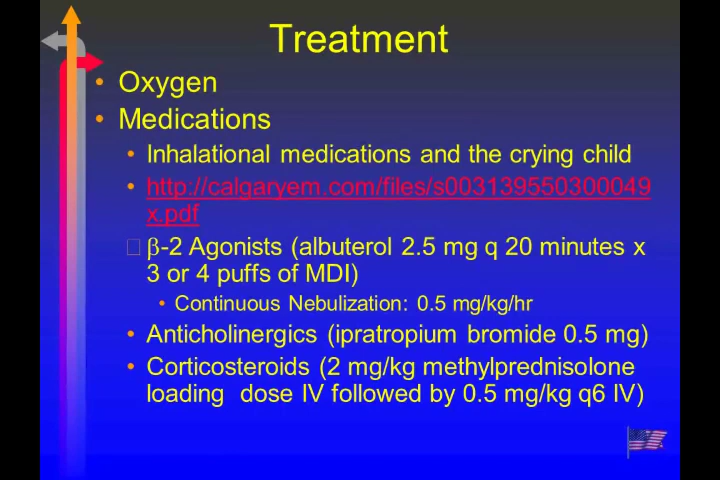 Treatment
• Oxygen
• Medications
• Inhalational medications and the crying child
• http://calgaryem.com/files/s003139550300049
x.pdf
β-2 Agonists (albuterol 2.5 mg q 20 minutes x
3 or 4 puffs of MDI)
• Continuous Nebulization: 0.5 mg/kg/hr
• Anticholinergics (ipratropium bromide 0.5 mg)
• Corticosteroids (2 mg/kg methylprednisolone
loading  dose IV followed by 0.5 mg/kg q6 IV)